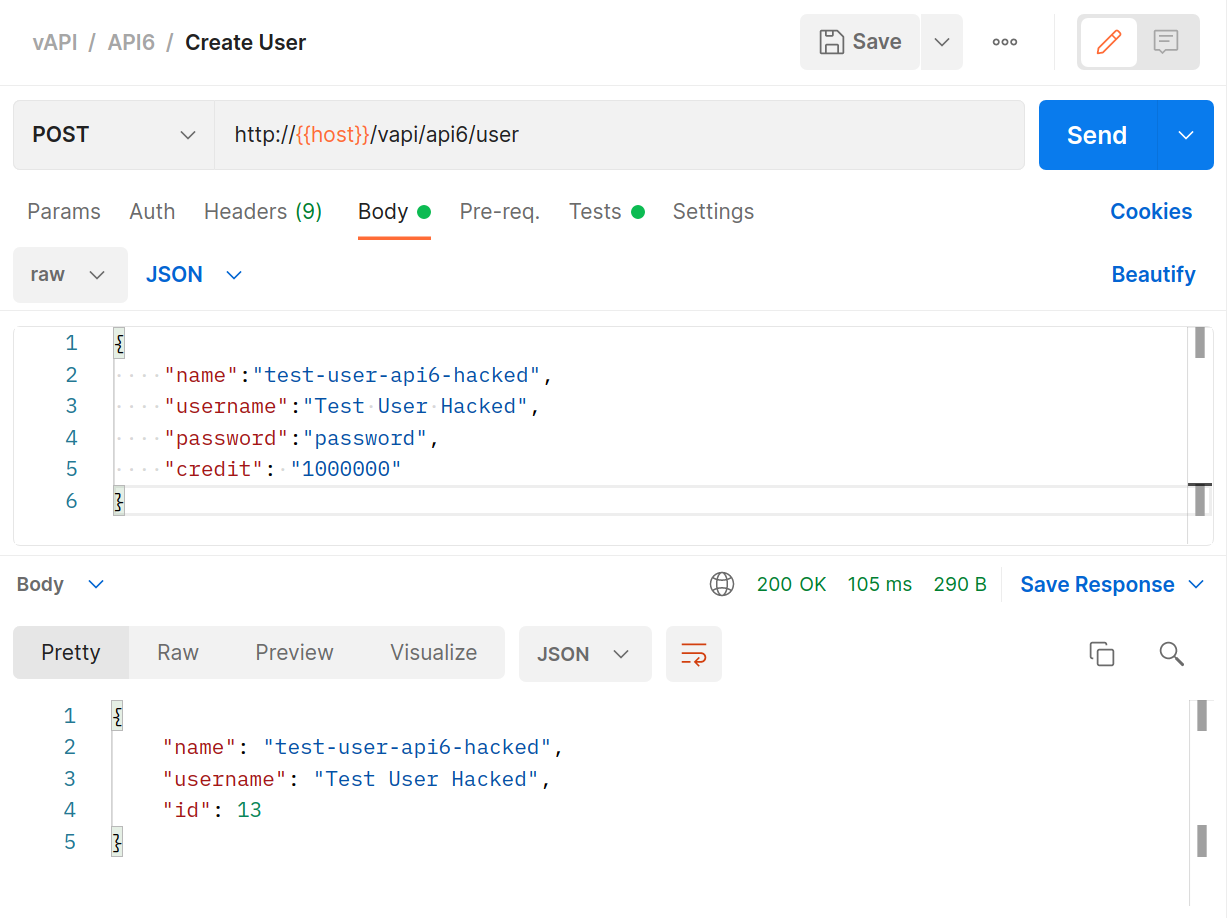 vAPI / API6 / Create User
Save
POST
http://{{host}}/vapi/api6/user
Send
Params Auth Headers (9) Body Pre-req. Tests Settings Cookies
raw JSON Beautify
1 {
2 "name":"test-user-api6-hacked",
3 "username":"Test User Hacked",
4 "password":"password",
5 "credit": "1000000"
6 }
Body 200 OK 105 ms 290 B Save Response
Pretty Raw Preview Visualize JSON
1 {
2 "name": "test-user-api6-hacked",
3 "username": "Test User Hacked",
4 "id": 13
5 }